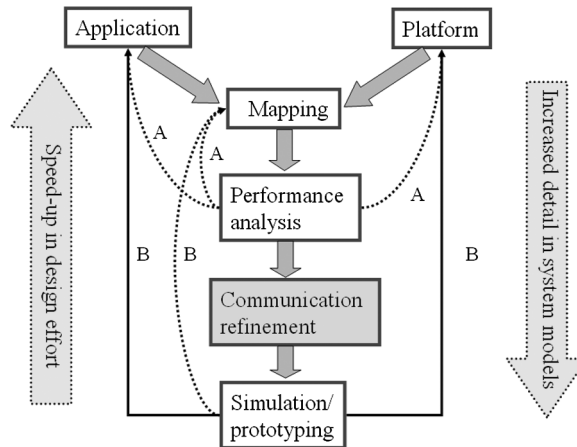 Application
Platform
Mapping
A
A
A
Performance
analysis
B
B
B
Communication
refinement
Simulation/
prototyping
Speed-up in design effort
Increased detail in system models